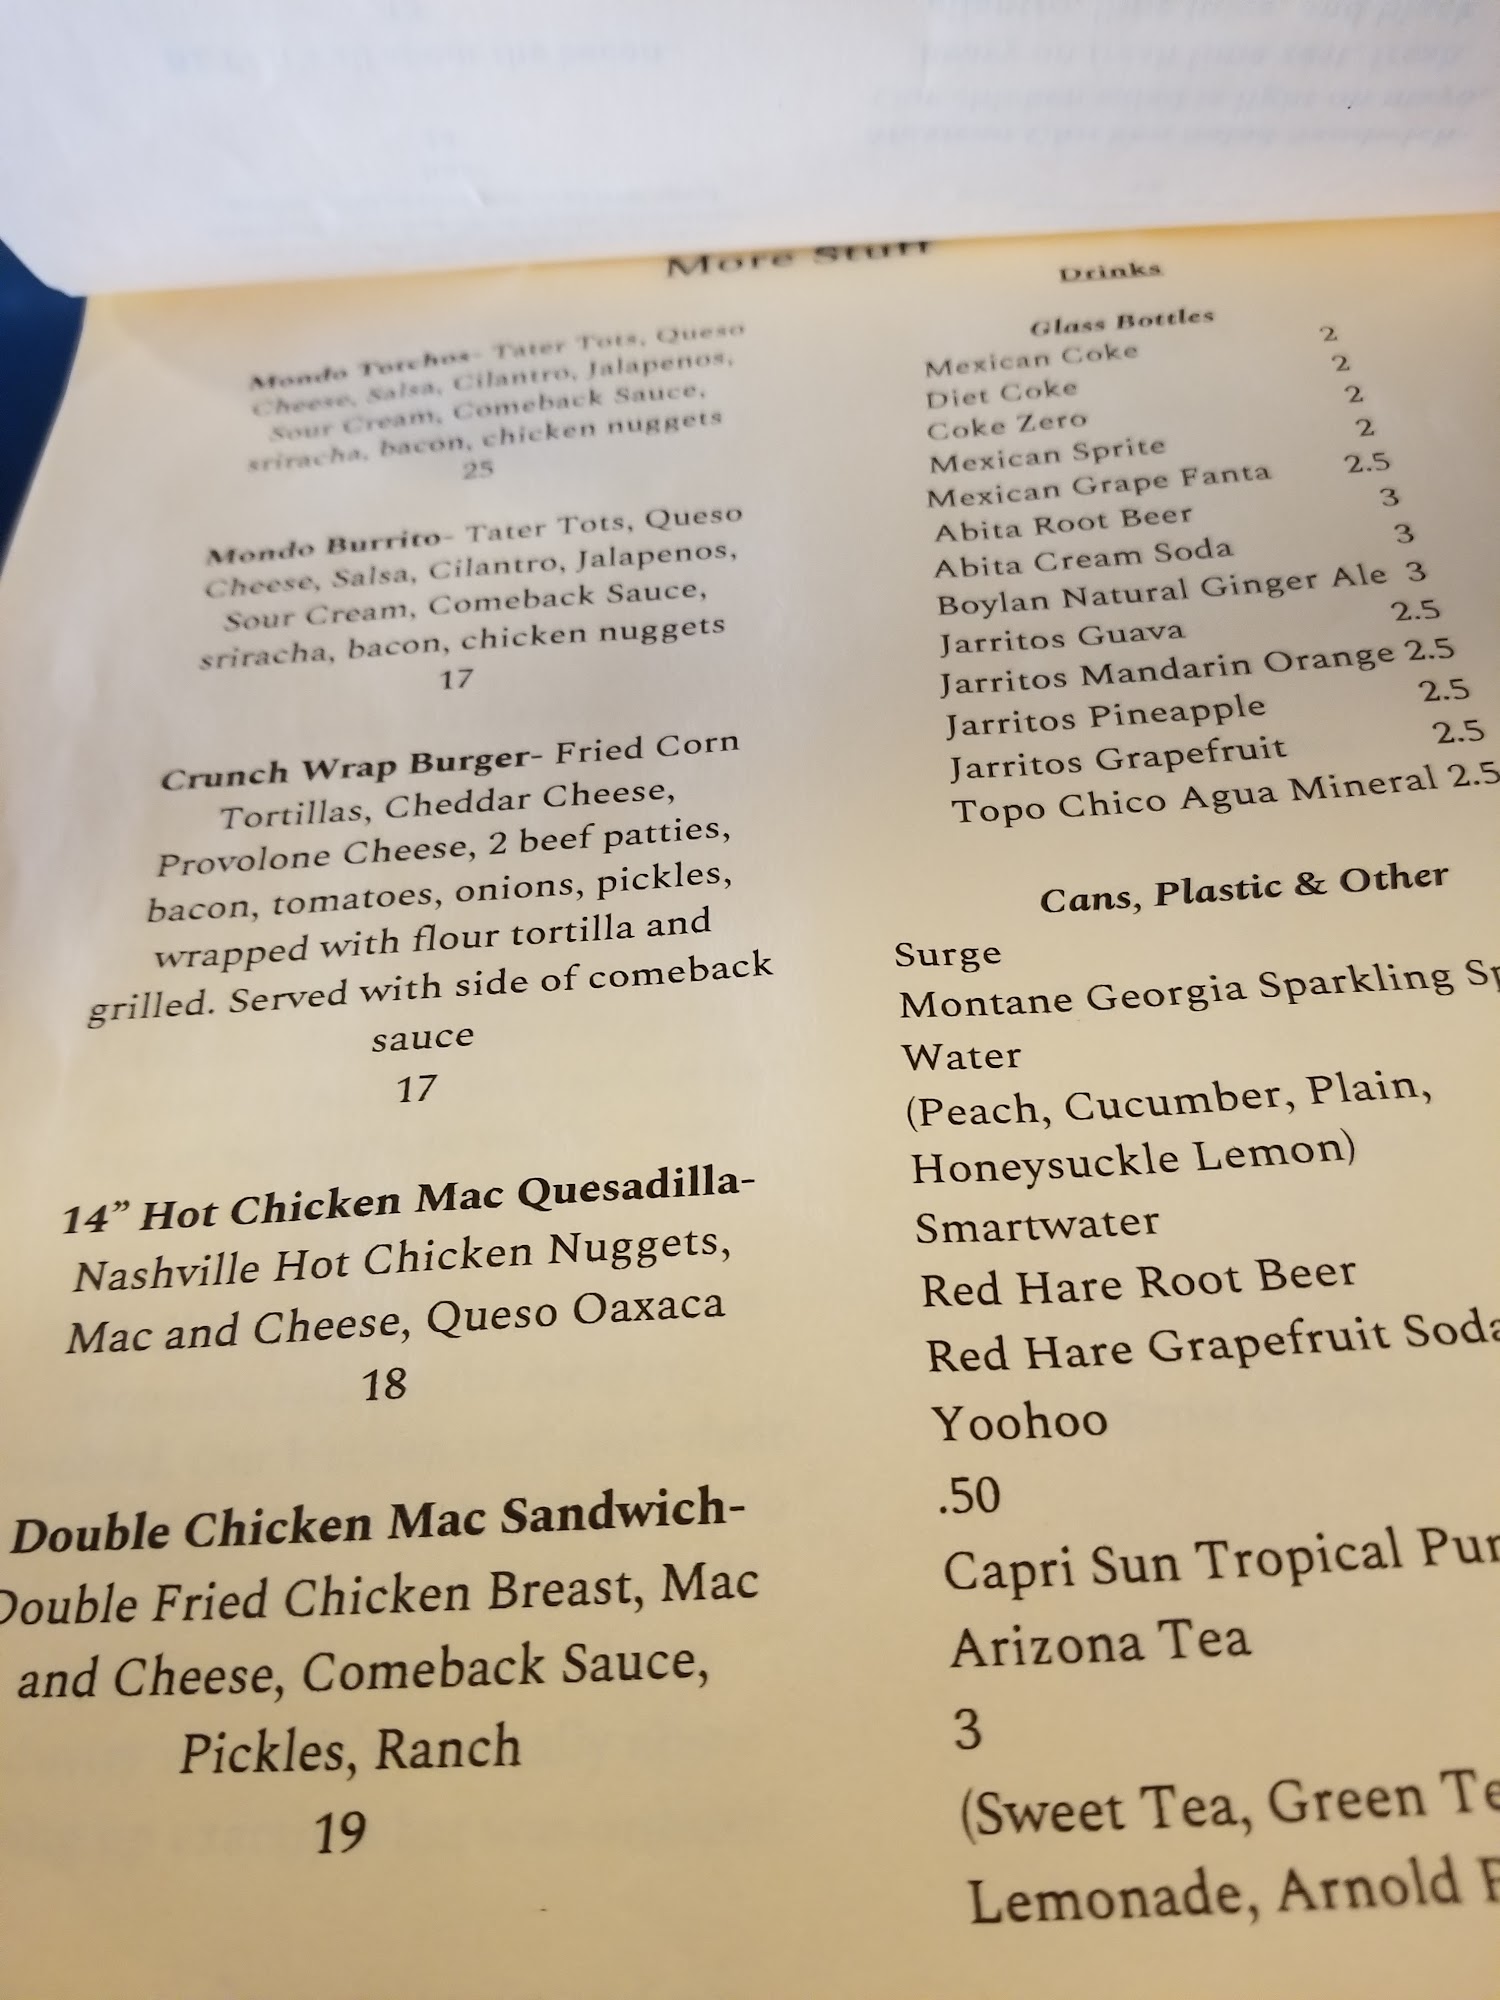 More Stuff
Mondo Torchos- Tater Tots, Queso
Cheese, Salsa, Cilantro, Jalapenos,
Sour Cream, Comeback Sauce,
sriracha, bacon, chicken nuggets
25
Mondo Burrito- Tater Tots, Queso
Cheese, Salsa, Cilantro, Jalapenos,
Sour Cream, Comeback Sauce,
sriracha, bacon, chicken nuggets
17
Crunch Wrap Burger- Fried Corn
Tortillas, Cheddar Cheese,
Provolone Cheese, 2 beef patties,
bacon, tomatoes, onions, pickles,
wrapped with flour tortilla and
grilled. Served with side of comeback
sauce
17
14” Hot Chicken Mac Quesadilla-
Nashville Hot Chicken Nuggets,
Mac and Cheese, Queso Oaxaca
18
Double Chicken Mac Sandwich-
Double Fried Chicken Breast, Mac
and Cheese, Comeback Sauce,
Pickles, Ranch
19
Drinks
Glass Bottles
Mexican Coke 2
Diet Coke 2
Coke Zero 2
Mexican Sprite 2
Mexican Grape Fanta 2.5
Abita Root Beer 3
Abita Cream Soda 3
Boylan Natural Ginger Ale 3
Jarritos Guava 2.5
Jarritos Mandarin Orange 2.5
Jarritos Pineapple 2.5
Jarritos Grapefruit 2.5
Topo Chico Agua Mineral 2.5
Cans, Plastic & Other
Surge
Montane Georgia Sparkling
Water
(Peach, Cucumber, Plain,
Honeysuckle Lemon)
Smartwater
Red Hare Root Beer
Red Hare Grapefruit Soda
Yoohoo
.50
Capri Sun Tropical
Arizona Tea
3
(Sweet Tea, Green
Lemonade, Arnold